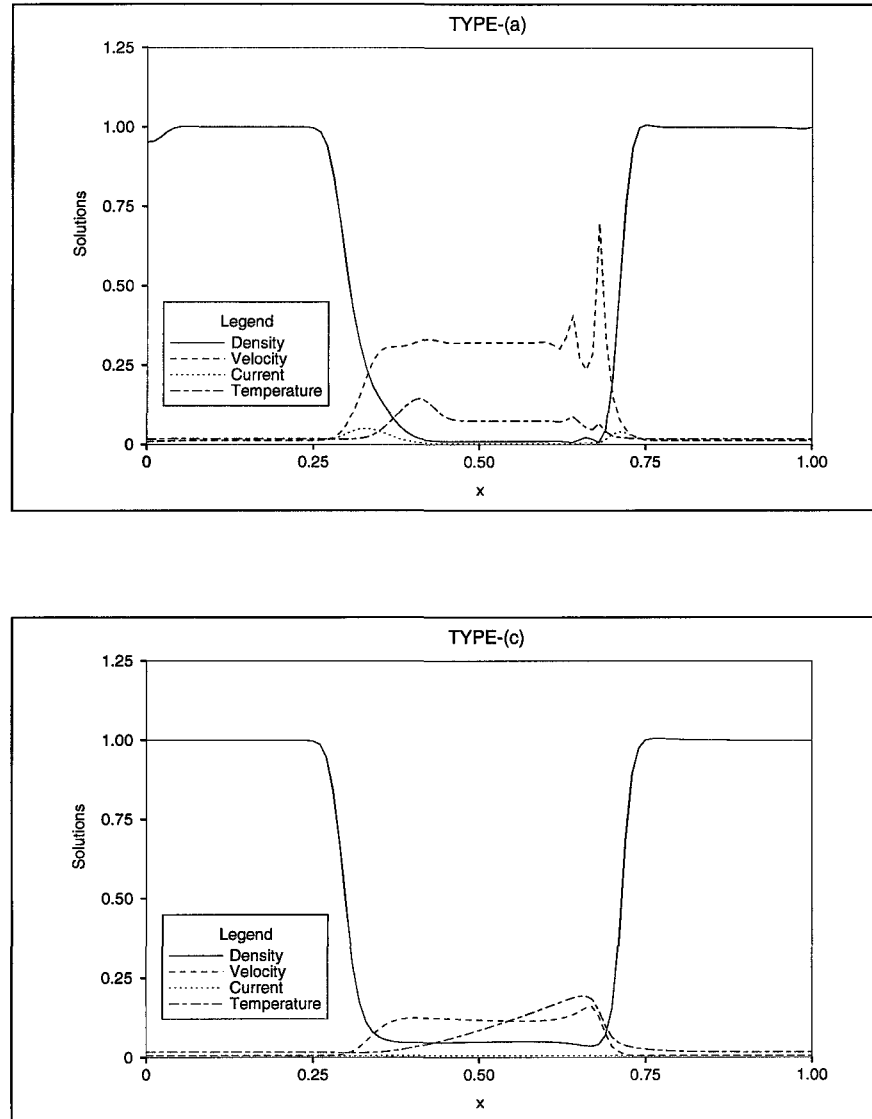 TYPE-(a)
1.25
1.00
0.75
0.50
0.25
0
Solutions
Legend
Density
Velocity
Current
Temperature
0 0.25 0.50 0.75 1.00
x
TYPE-(c)
1.25
1.00
0.75
0.50
0.25
0
Solutions
Legend
Density
Velocity
Current
Temperature
0 0.25 0.50 0.75 1.00
x